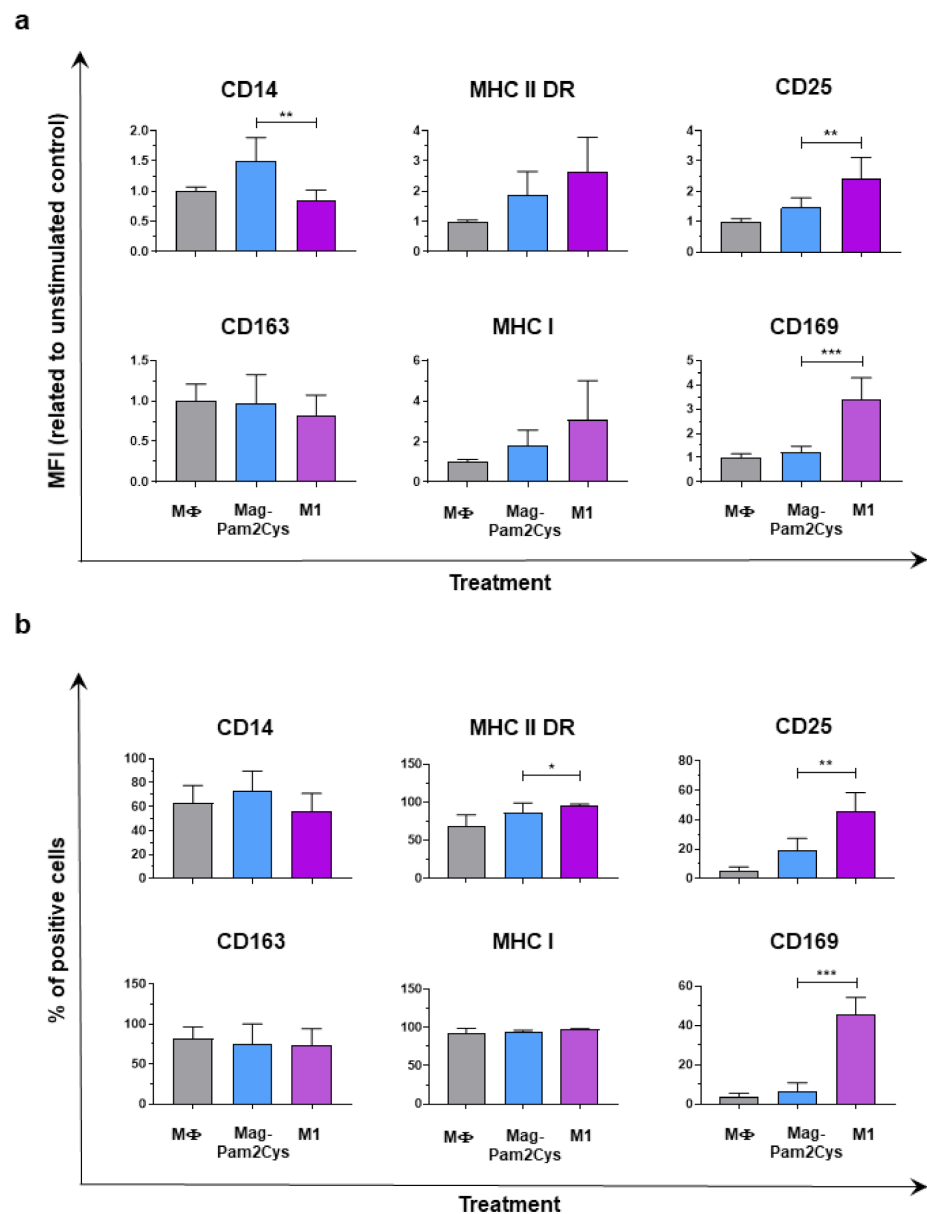 a
MFI (related to unstimulated control)
CD14
**
2.0
1.5
1.0
0.5
0.0
MHC II DR
4
3
2
1
0
CD25
**
4
3
2
1
0
CD163
1.5
1.0
0.5
0.0
MΦ Mag-Pam2Cys M1
MHC I
6
4
2
0
MΦ Mag-Pam2Cys M1
CD169
***
5
4
3
2
1
0
MΦ Mag-Pam2Cys M1
Treatment
b
% of positive cells
CD14
100
80
60
40
20
0
MHC II DR
*
150
100
50
0
CD25
**
80
60
40
20
0
CD163
150
100
50
0
MΦ Mag-Pam2Cys M1
MHC I
150
100
50
0
MΦ Mag-Pam2Cys M1
CD169
***
60
40
20
0
MΦ Mag-Pam2Cys M1
Treatment